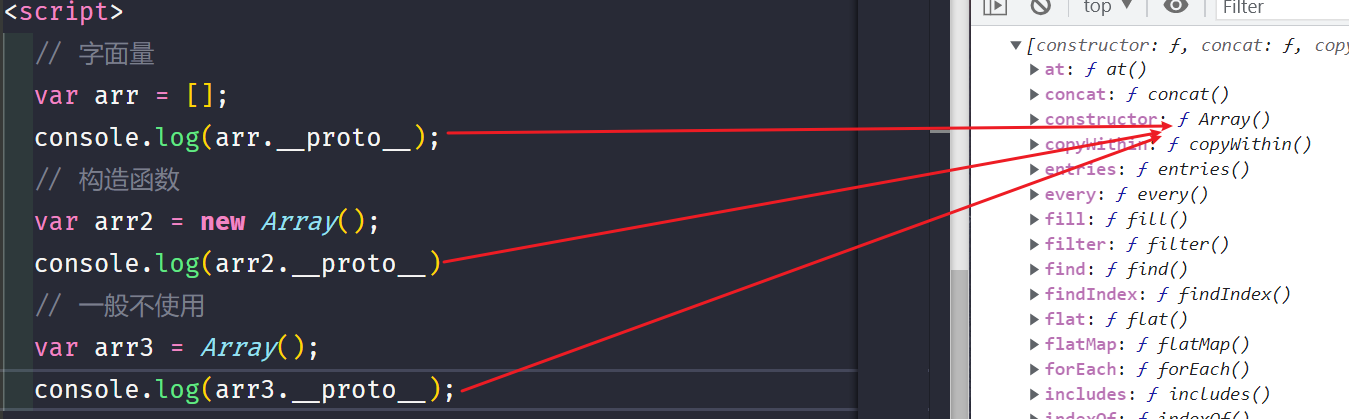 <script>
// 字面量
var arr = [];
console.log(arr.__proto__);
// 构造函数
var arr2 = new Array();
console.log(arr2.__proto__)
// 一般不使用
var arr3 = Array();
console.log(arr3.__proto__);
top
Filter
[constructor: ƒ, concat: ƒ, copy
at: ƒ at()
concat: ƒ concat()
constructor: ƒ Array()
copyWithin: ƒ copyWithin()
entries: ƒ entries()
every: ƒ every()
fill: ƒ fill()
filter: ƒ filter()
find: ƒ find()
findIndex: ƒ findIndex()
flat: ƒ flat()
flatMap: ƒ flatMap()
forEach: ƒ forEach()
includes: ƒ includes()
indexOf: ƒ indexOf()